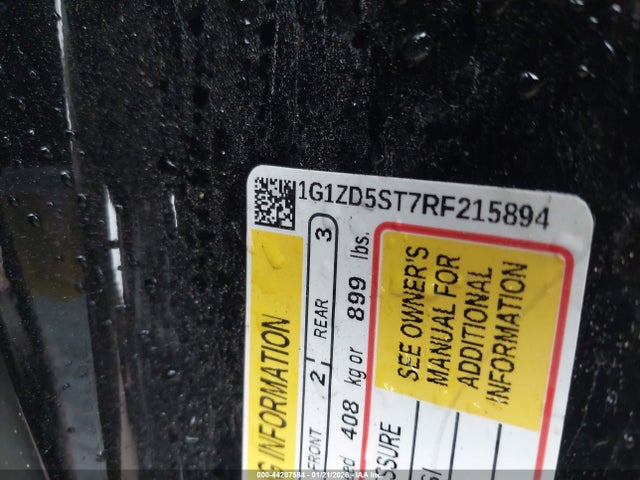 1G1ZD5ST7RF215894
G INFORMATION
FRONT 2 REAR 3
408 kg or 899 lbs.
SEE OWNER'S
MANUAL FOR
ADDITIONAL
INFORMATION
000-44207584 - 01/21/2026 - IAA Inc.